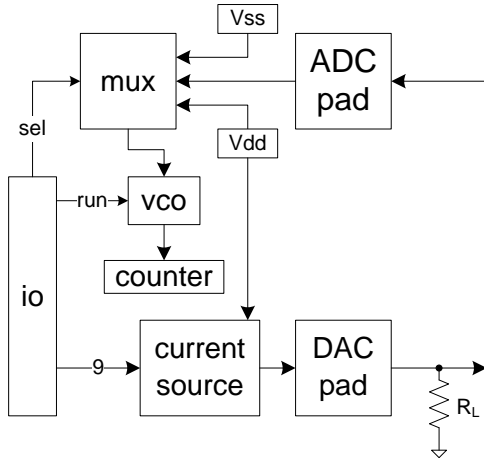 Vss
mux
ADC
pad
sel
Vdd
run
vco
io
counter
9
current
source
DAC
pad
RL